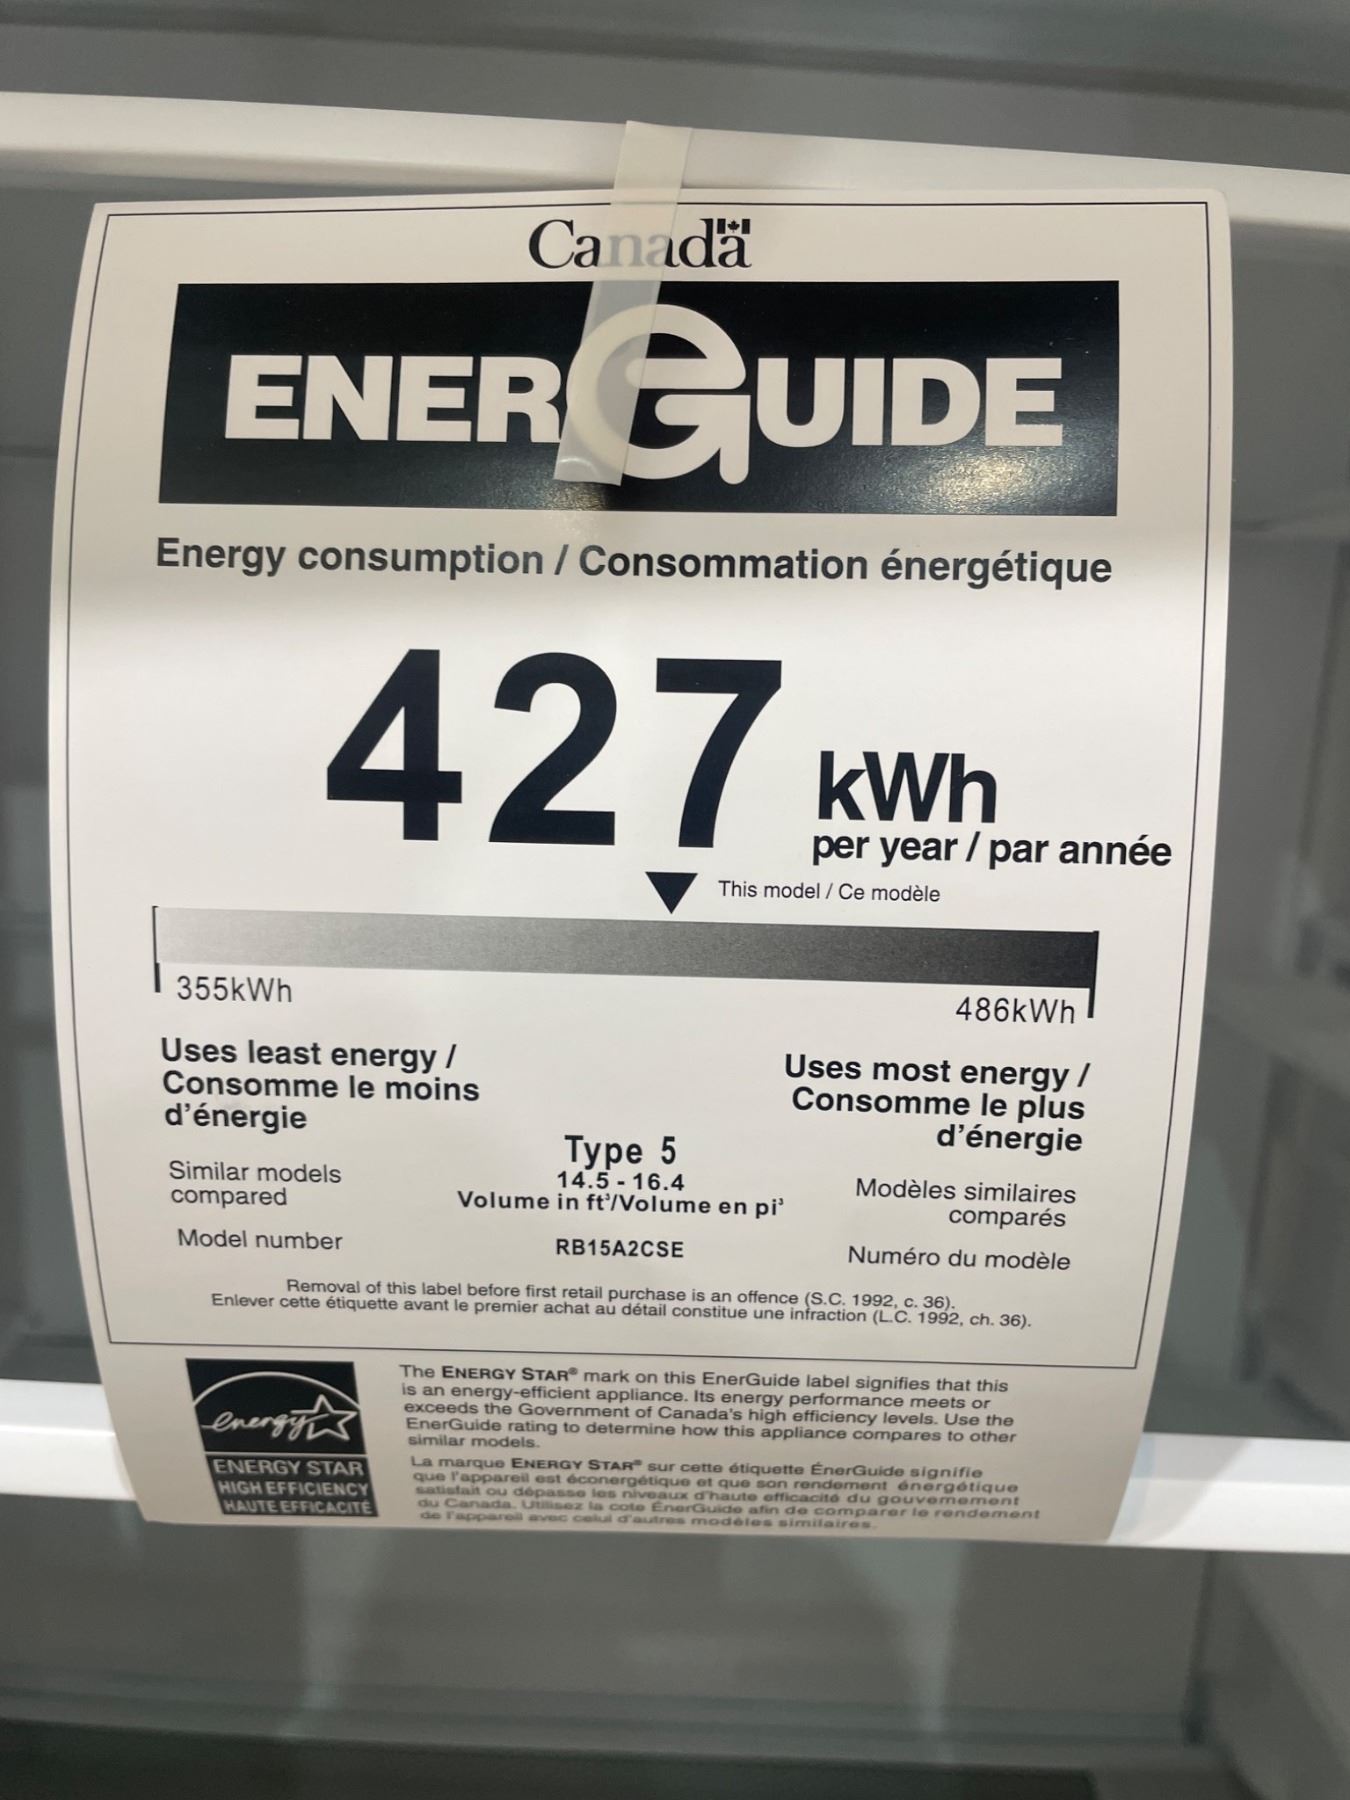 Canada
ENERGUIDE
Energy consumption / Consommation énergétique
427 kWh
per year / par année
This model / Ce modèle
355kWh
486kWh
Uses least energy /
Consomme le moins
d'énergie
Uses most energy /
Consomme le plus
d'énergie
Similar models
compared
Type 5
14.5 - 16.4
Volume in ft³/Volume en pi³
Modèles similaires
comparés
Model number
RB15A2CSE
Numéro du modèle
Removal of this label before first retail purchase is an offence (S.C. 1992, c. 36).
Enlever cette étiquette avant le premier achat au détail constitue une infraction (L.C. 1992, ch. 36).
energy
ENERGY STAR
HIGH EFFICIENCY
HAUTE EFFICACITÉ
The ENERGY STAR® mark on this EnerGuide label signifies that this
is an energy-efficient appliance. Its energy performance meets or
exceeds the Government of Canada's high efficiency levels. Use the
EnerGuide rating to determine how this appliance compares to other
similar models.
La marque ENERGY STAR® sur cette étiquette ÉnerGuide signifie
que l'appareil est éconergétique et que son rendement énergétique
satisfait ou dépasse les niveaux d'haute efficacité du gouvernement
du Canada. Utilisez la cote ÉnerGuide afin de comparer le rendement
de l'appareil avec celui d'autres modèles similaires.